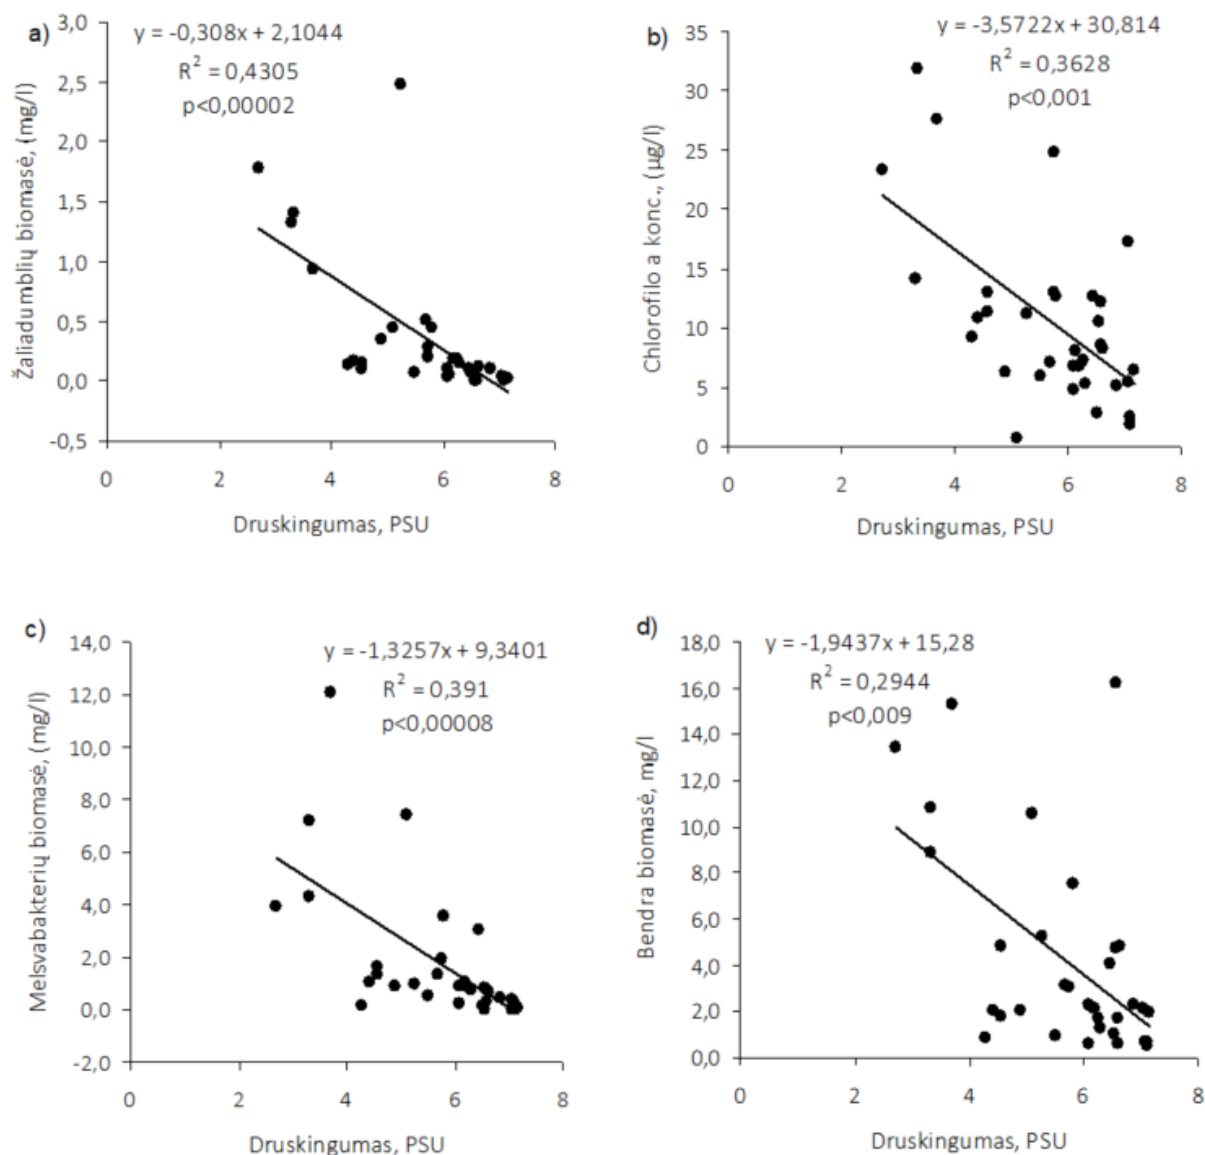 a)
y = -0,308x + 2,1044
R² = 0,4305
p<0,00002
Žaliadumblių biomasė, (mg/l)
3,0
2,5
2,0
1,5
1,0
0,5
0,0
-0,5
0 2 4 6 8
Druskingumas, PSU
b)
y = -3,5722x + 30,814
R² = 0,3628
p<0,001
Chlorofilo a konc., (µg/l)
35
30
25
20
15
10
5
0
0 2 4 6 8
Druskingumas, PSU
c)
y = -1,3257x + 9,3401
R² = 0,391
p<0,00008
Melsvabakterių biomasė, (mg/l)
14,0
12,0
10,0
8,0
6,0
4,0
2,0
0,0
-2,0
0 2 4 6 8
Druskingumas, PSU
d)
y = -1,9437x + 15,28
R² = 0,2944
p<0,009
Bendra biomasė, mg/l
18,0
16,0
14,0
12,0
10,0
8,0
6,0
4,0
2,0
0,0
0 2 4 6 8
Druskingumas, PSU